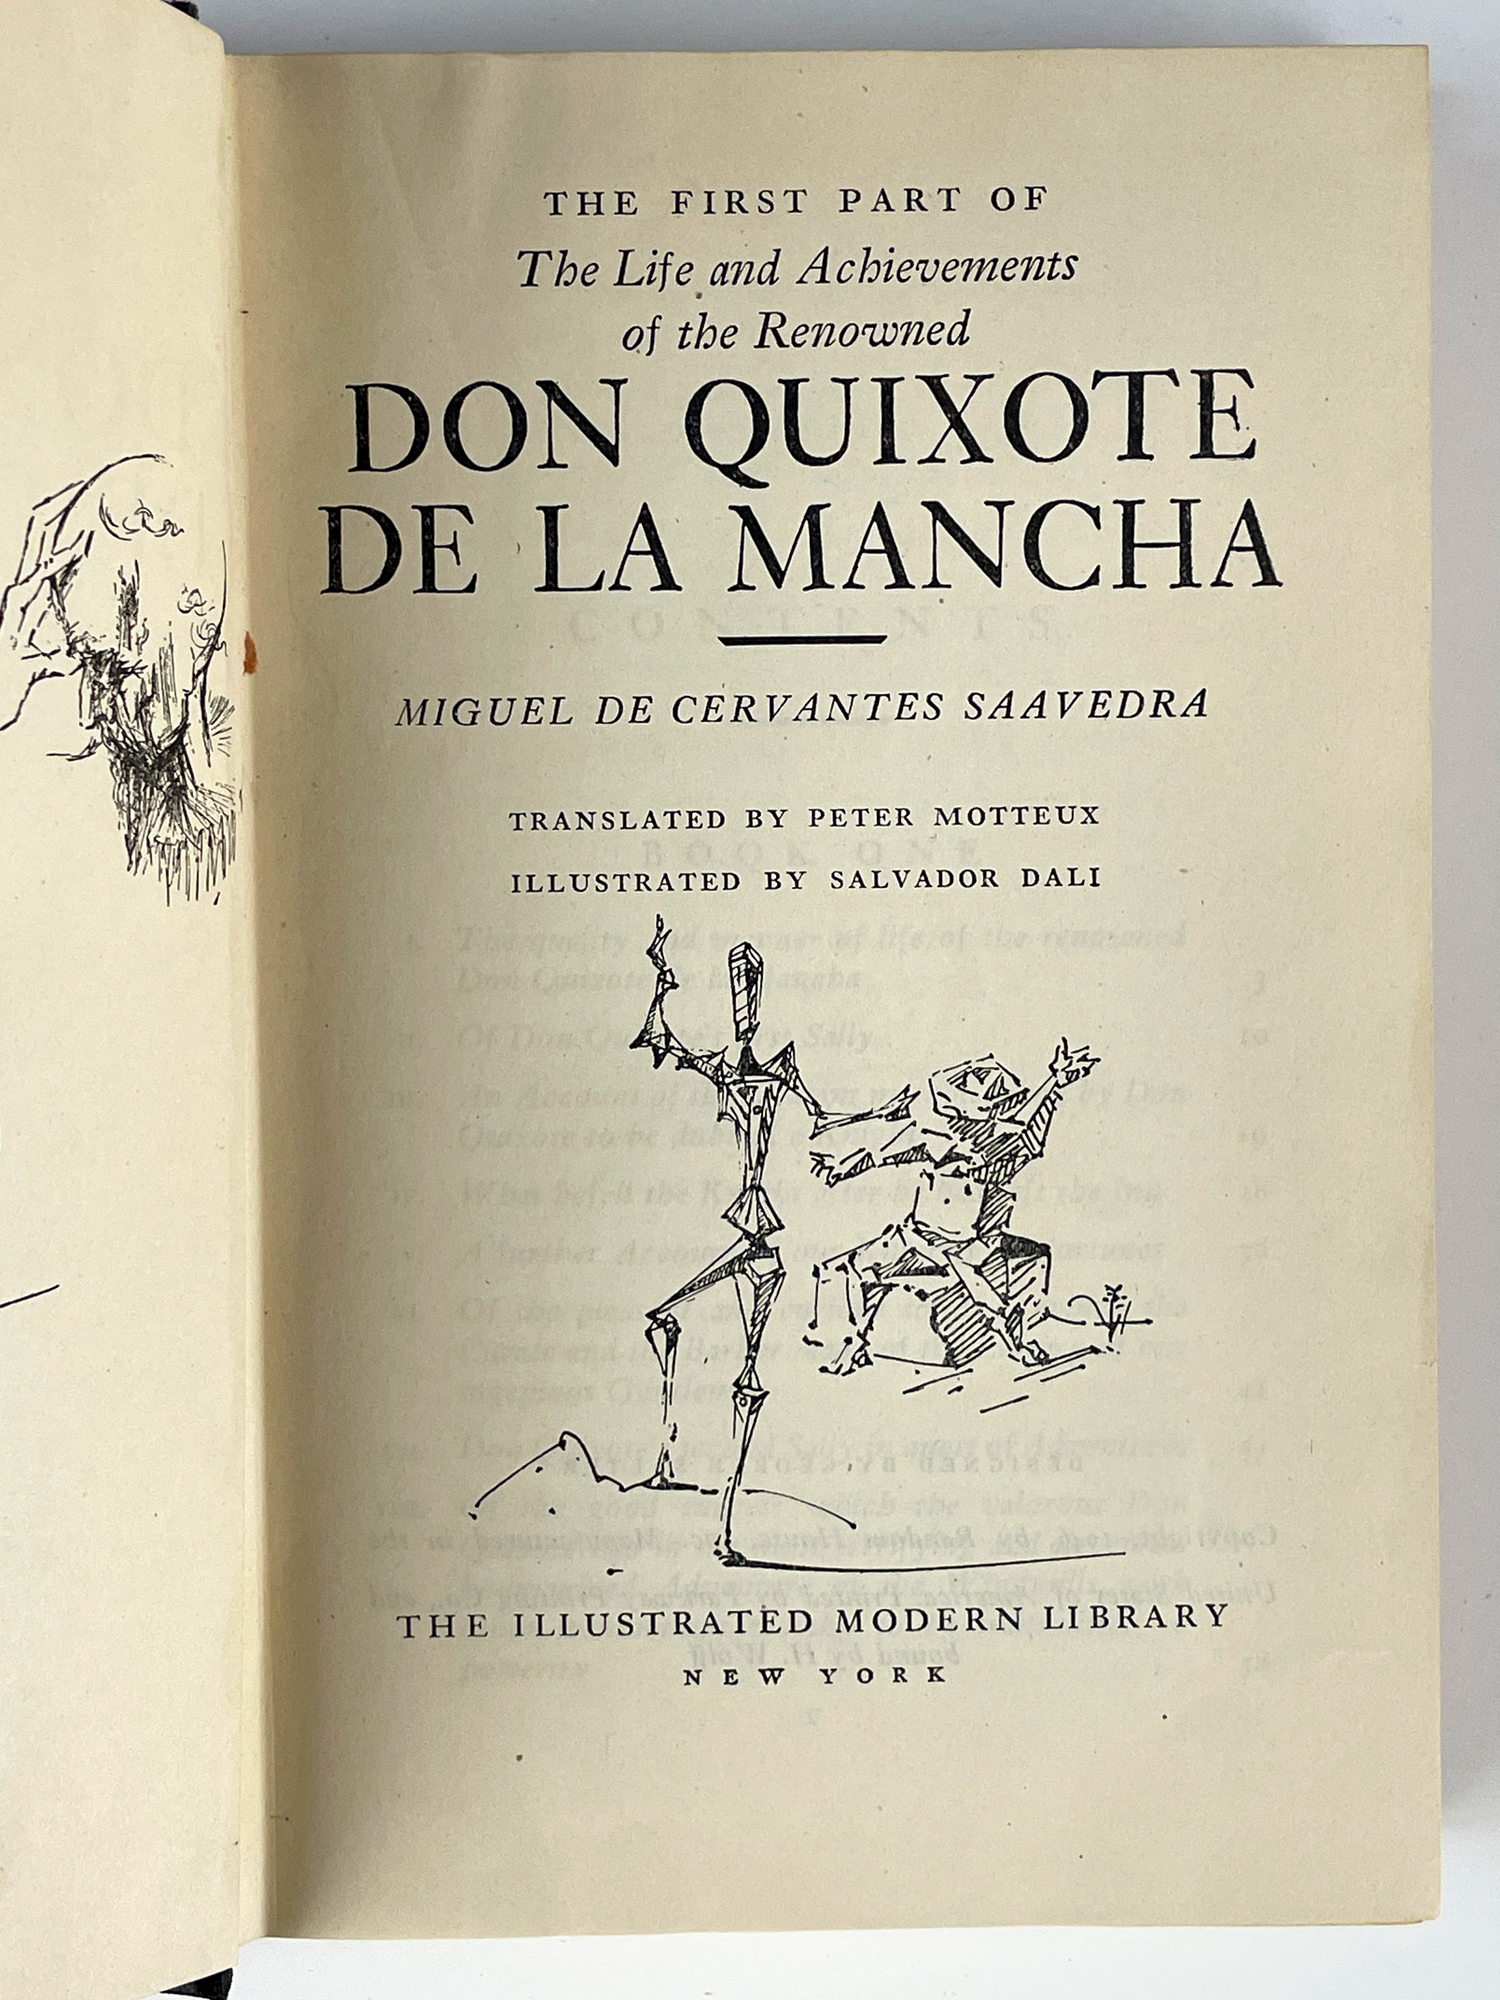 THE FIRST PART OF
The Life and Achievements
of the Renowned
DON QUIXOTE
DE LA MANCHA
MIGUEL DE CERVANTES SAAVEDRA
TRANSLATED BY PETER MOTTEUX
ILLUSTRATED BY SALVADOR DALI
THE ILLUSTRATED MODERN LIBRARY
NEW YORK